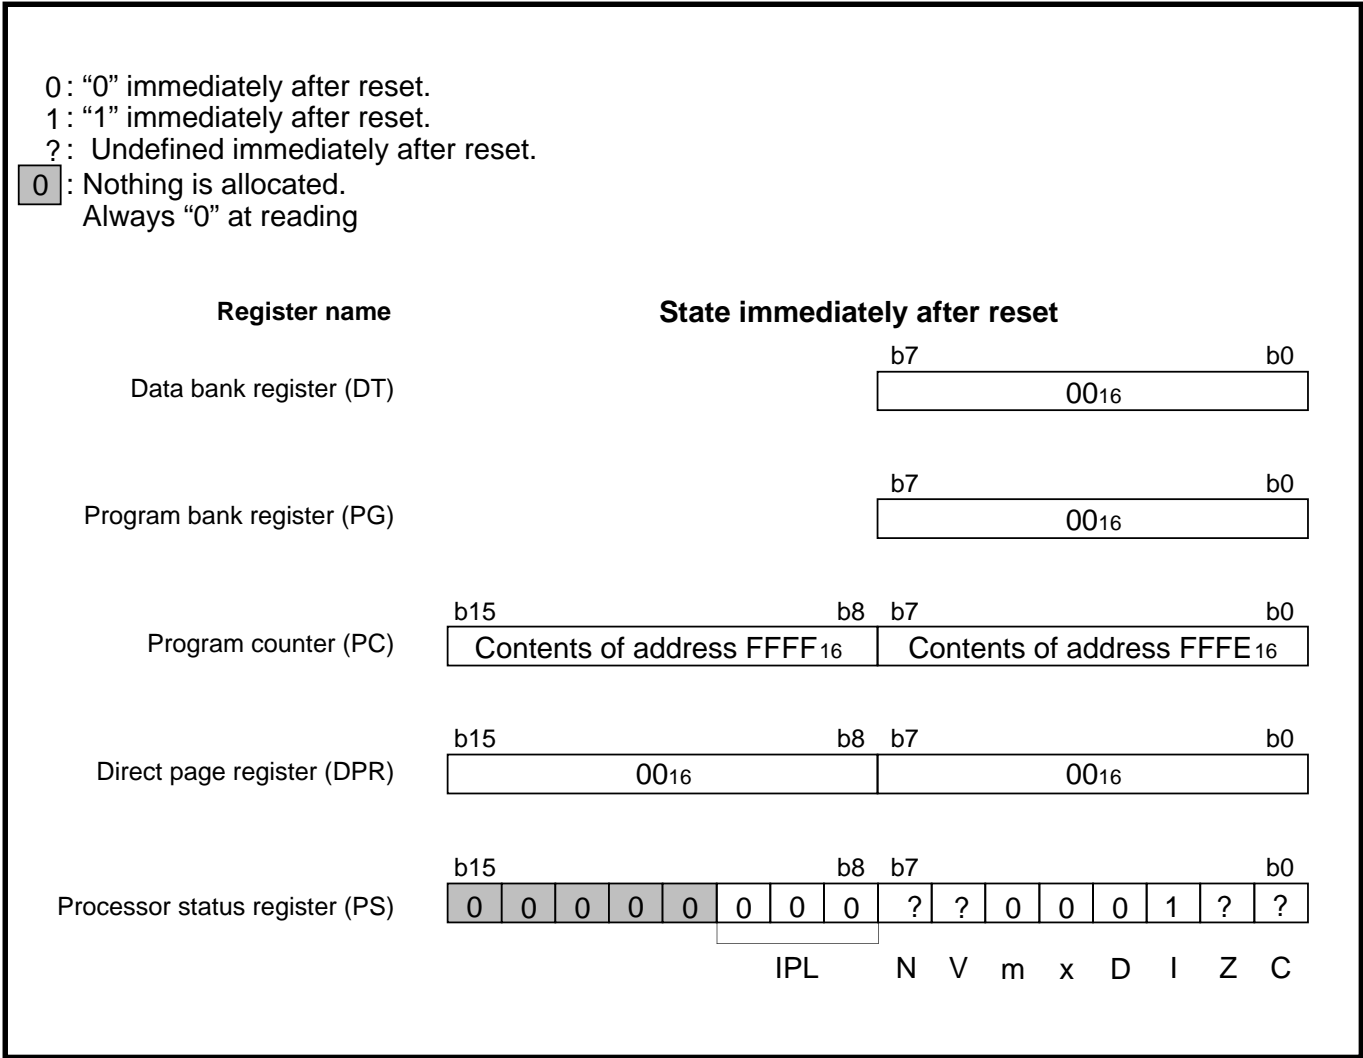 0 : “0” immediately after reset.
1 : “1” immediately after reset.
? : Undefined immediately after reset.
0 : Nothing is allocated.
Always “0” at reading
Register name State immediately after reset
b7 b0
Data bank register (DT) 0016
b7 b0
Program bank register (PG) 0016
b15 b8 b7 b0
Program counter (PC) Contents of address FFFF16 Contents of address FFFE16
b15 b8 b7 b0
Direct page register (DPR) 0016 0016
b15 b8 b7 b0
Processor status register (PS) 0 0 0 0 0 0 0 0 ? ? 0 0 0 1 ? ?
IPL N V m x D I Z C